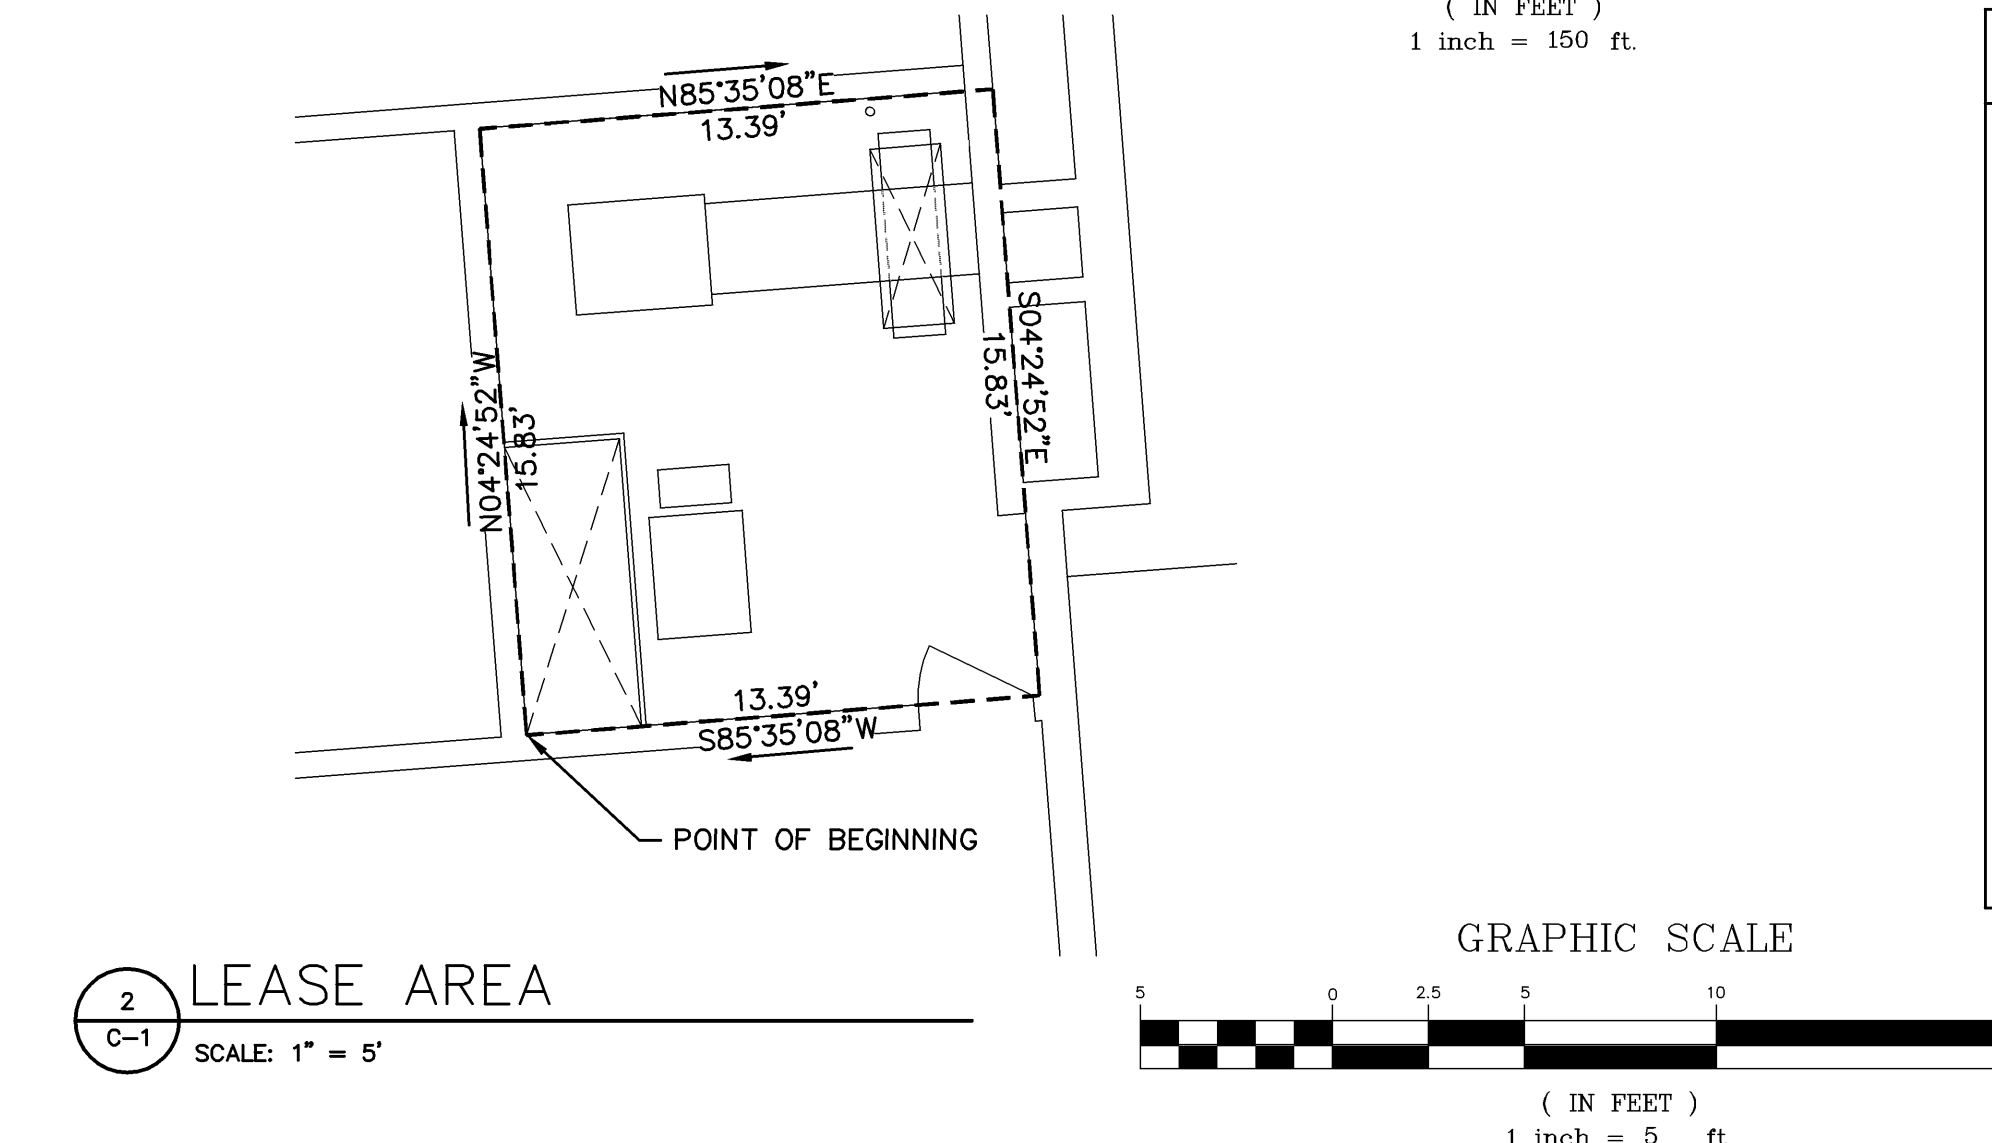 ( IN FEET )
1 inch = 150 ft.
N85°35'08"E
13.39'
S04°24'52"E
15.83'
N04°24'52"W
15.83'
13.39'
S85°35'08"W
POINT OF BEGINNING
2
C-1
LEASE AREA
SCALE: 1" = 5'
GRAPHIC SCALE
5 0 2.5 5 10
( IN FEET )
1 inch = 5 ft